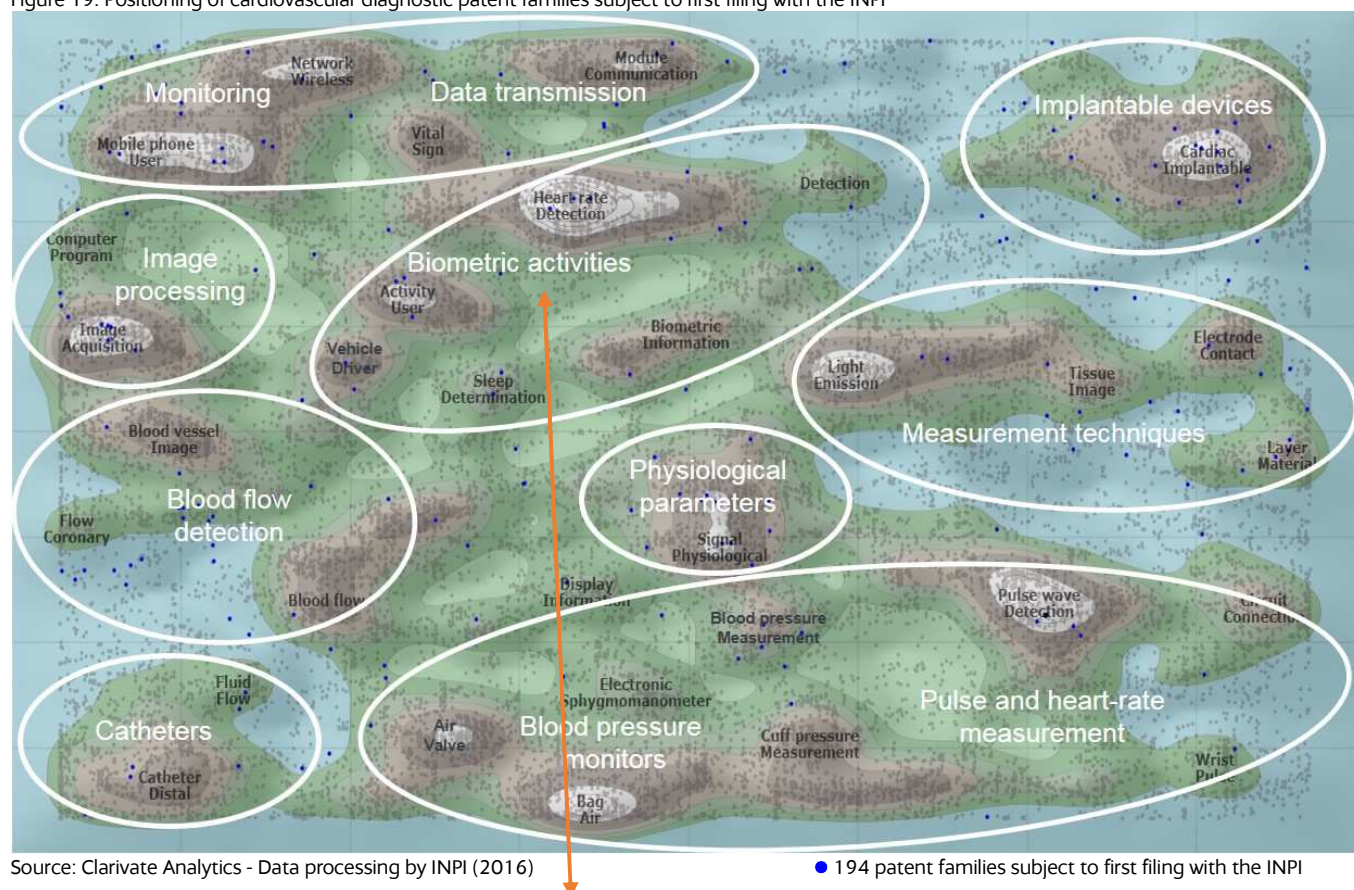 Figure 19: Positioning of cardiovascular diagnostic patent families subject to first filing with the INPI
Network
Wireless
Module
Communication
Monitoring
Data transmission
Implantable devices
Mobile phone
User
Vital
Sign
Cardiac
Implantable
Heart rate
Detection
Detection
Computer
Program
Image
processing
Biometric activities
Activity
User
Image
Acquisition
Biometric
Information
Electrode
Contact
Vehicle
Driver
Light
Emission
Sleep
Determination
Tissue
Image
Blood vessel
Image
Measurement techniques
Layer
Material
Physiological
parameters
Blood flow
detection
Flow
Coronary
Signal
Physiological
Display
Information
Blood flow
Pulse wave
Detection
Circuit
Connection
Blood pressure
Measurement
Fluid
Flow
Electronic
Sphygmomanometer
Pulse and heart-rate
measurement
Catheters
Air
Valve
Blood pressure
monitors
Cuff pressure
Measurement
Wrist
Pulse
Catheter
Distal
Bag
Air
Source: Clarivate Analytics - Data processing by INPI (2016)
194 patent families subject to first filing with the INPI